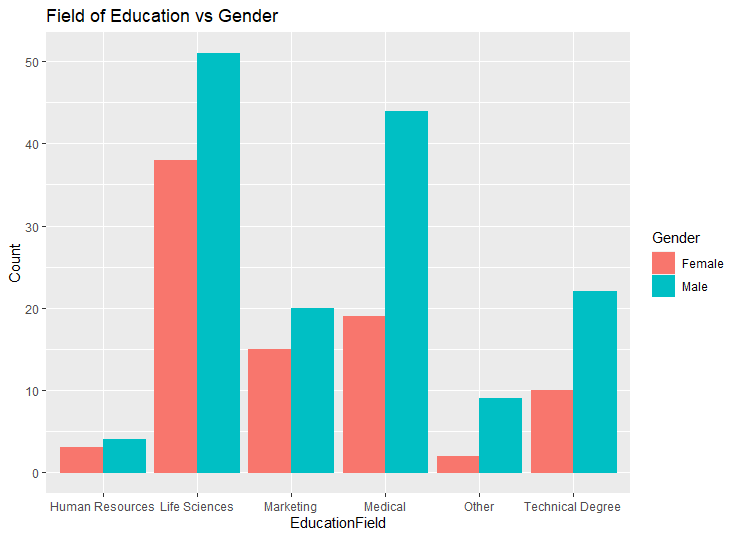 Field of Education vs Gender
Count
50
40
30
20
10
0
Human Resources
Life Sciences
Marketing
Medical
Other
Technical Degree
EducationField
Gender
Female
Male